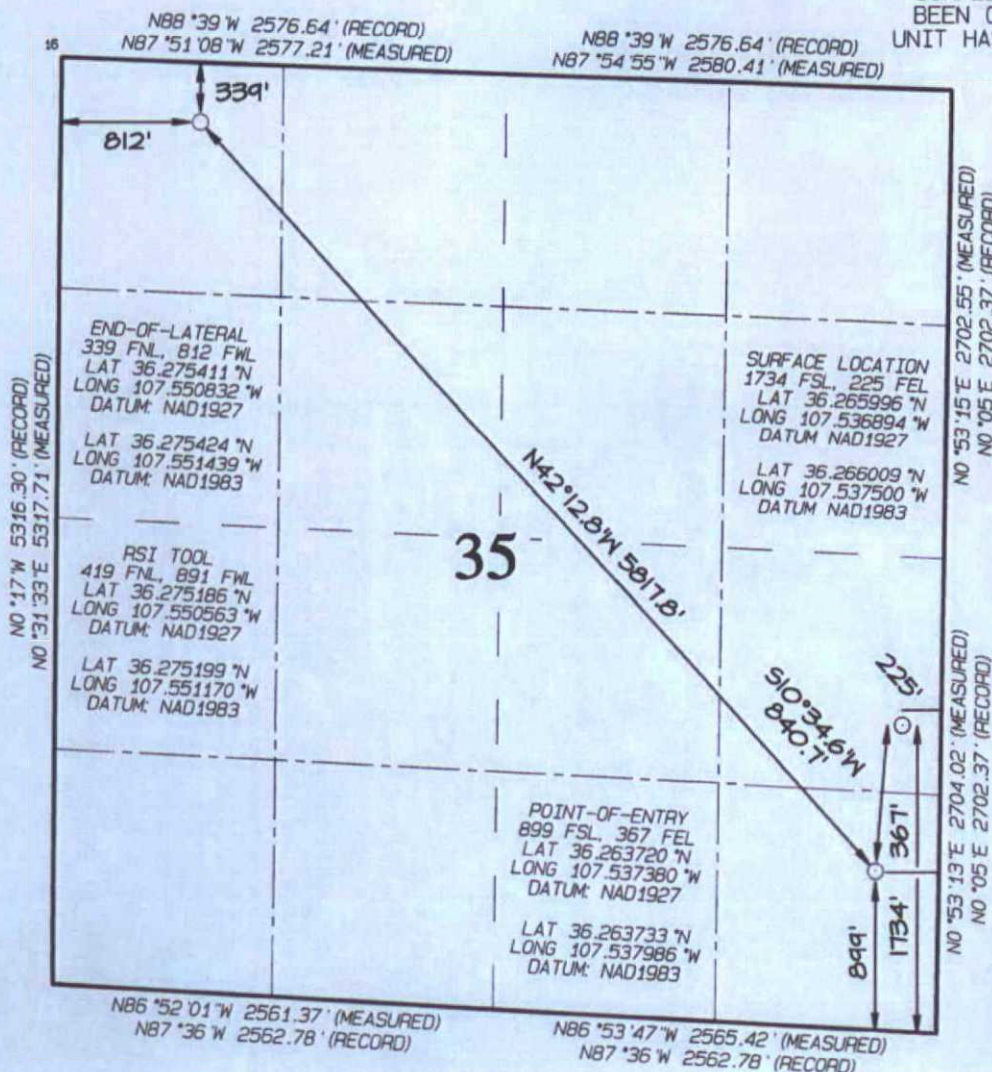 BEEN
UNIT
N88°39'W 2576.64' (RECORD)
N87°51'08"W 2577.21' (MEASURED)
N88°39'W 2576.64' (RECORD)
N87°54'55"W 2580.41' (MEASURED)
16
339'
812'
N0°17'W 5316.30' (RECORD)
N0°31'33"E 5317.71' (MEASURED)
N0°53'15"E 2702.55' (MEASURED)
N0°05'E 2702.37' (RECORD)
END-OF-LATERAL
339 FNL, 812 FWL
LAT 36.275411°N
LONG 107.550832°W
DATUM: NAD1927
LAT 36.275424°N
LONG 107.551439°W
DATUM: NAD1983
SURFACE LOCATION
1734 FSL, 225 FEL
LAT 36.265996°N
LONG 107.536894°W
DATUM NAD1927
LAT 36.266009°N
LONG 107.537500°W
DATUM NAD1983
N42°12.8'W 5817.8'
35
RSI TOOL
419 FNL, 891 FWL
LAT 36.275186°N
LONG 107.550563°W
DATUM: NAD1927
LAT 36.275199°N
LONG 107.551170°W
DATUM: NAD1983
225'
S10°34.6'W
840.7'
367'
1734'
899'
N0°53'13"E 2704.02' (MEASURED)
N0°05'E 2702.37' (RECORD)
POINT-OF-ENTRY
899 FSL, 367 FEL
LAT 36.263720°N
LONG 107.537380°W
DATUM: NAD1927
LAT 36.263733°N
LONG 107.537986°W
DATUM: NAD1983
N86°52'01"W 2561.37' (MEASURED)
N87°36'W 2562.78' (RECORD)
N86°53'47"W 2565.42' (MEASURED)
N87°36'W 2562.78' (RECORD)